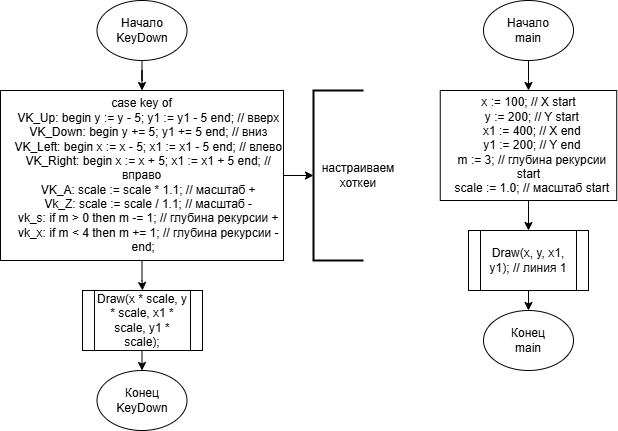 Начало
KeyDown
case key of
VK_Up: begin y := y - 5; y1 := y1 - 5 end; // вверх
VK_Down: begin y += 5; y1 += 5 end; // вниз
VK_Left: begin x := x - 5; x1 := x1 - 5 end; // влево
VK_Right: begin x := x + 5; x1 := x1 + 5 end; //
вправо
VK_A: scale := scale * 1.1; // масштаб +
VK_Z: scale := scale / 1.1; // масштаб -
vk_s: if m > 0 then m -= 1; // глубина рекурсии +
vk_x: if m < 4 then m += 1; // глубина рекурсии -
end;
настраиваем
хоткеи
Draw(x * scale, y
* scale, x1 *
scale, y1 *
scale);
Конец
KeyDown
Начало
main
x := 100; // X start
y := 200; // Y start
x1 := 400; // X end
y1 := 200; // Y end
m := 3; // глубина рекурсии
start
scale := 1.0; // масштаб start
Draw(x, y, x1,
y1); // линия 1
Конец
main